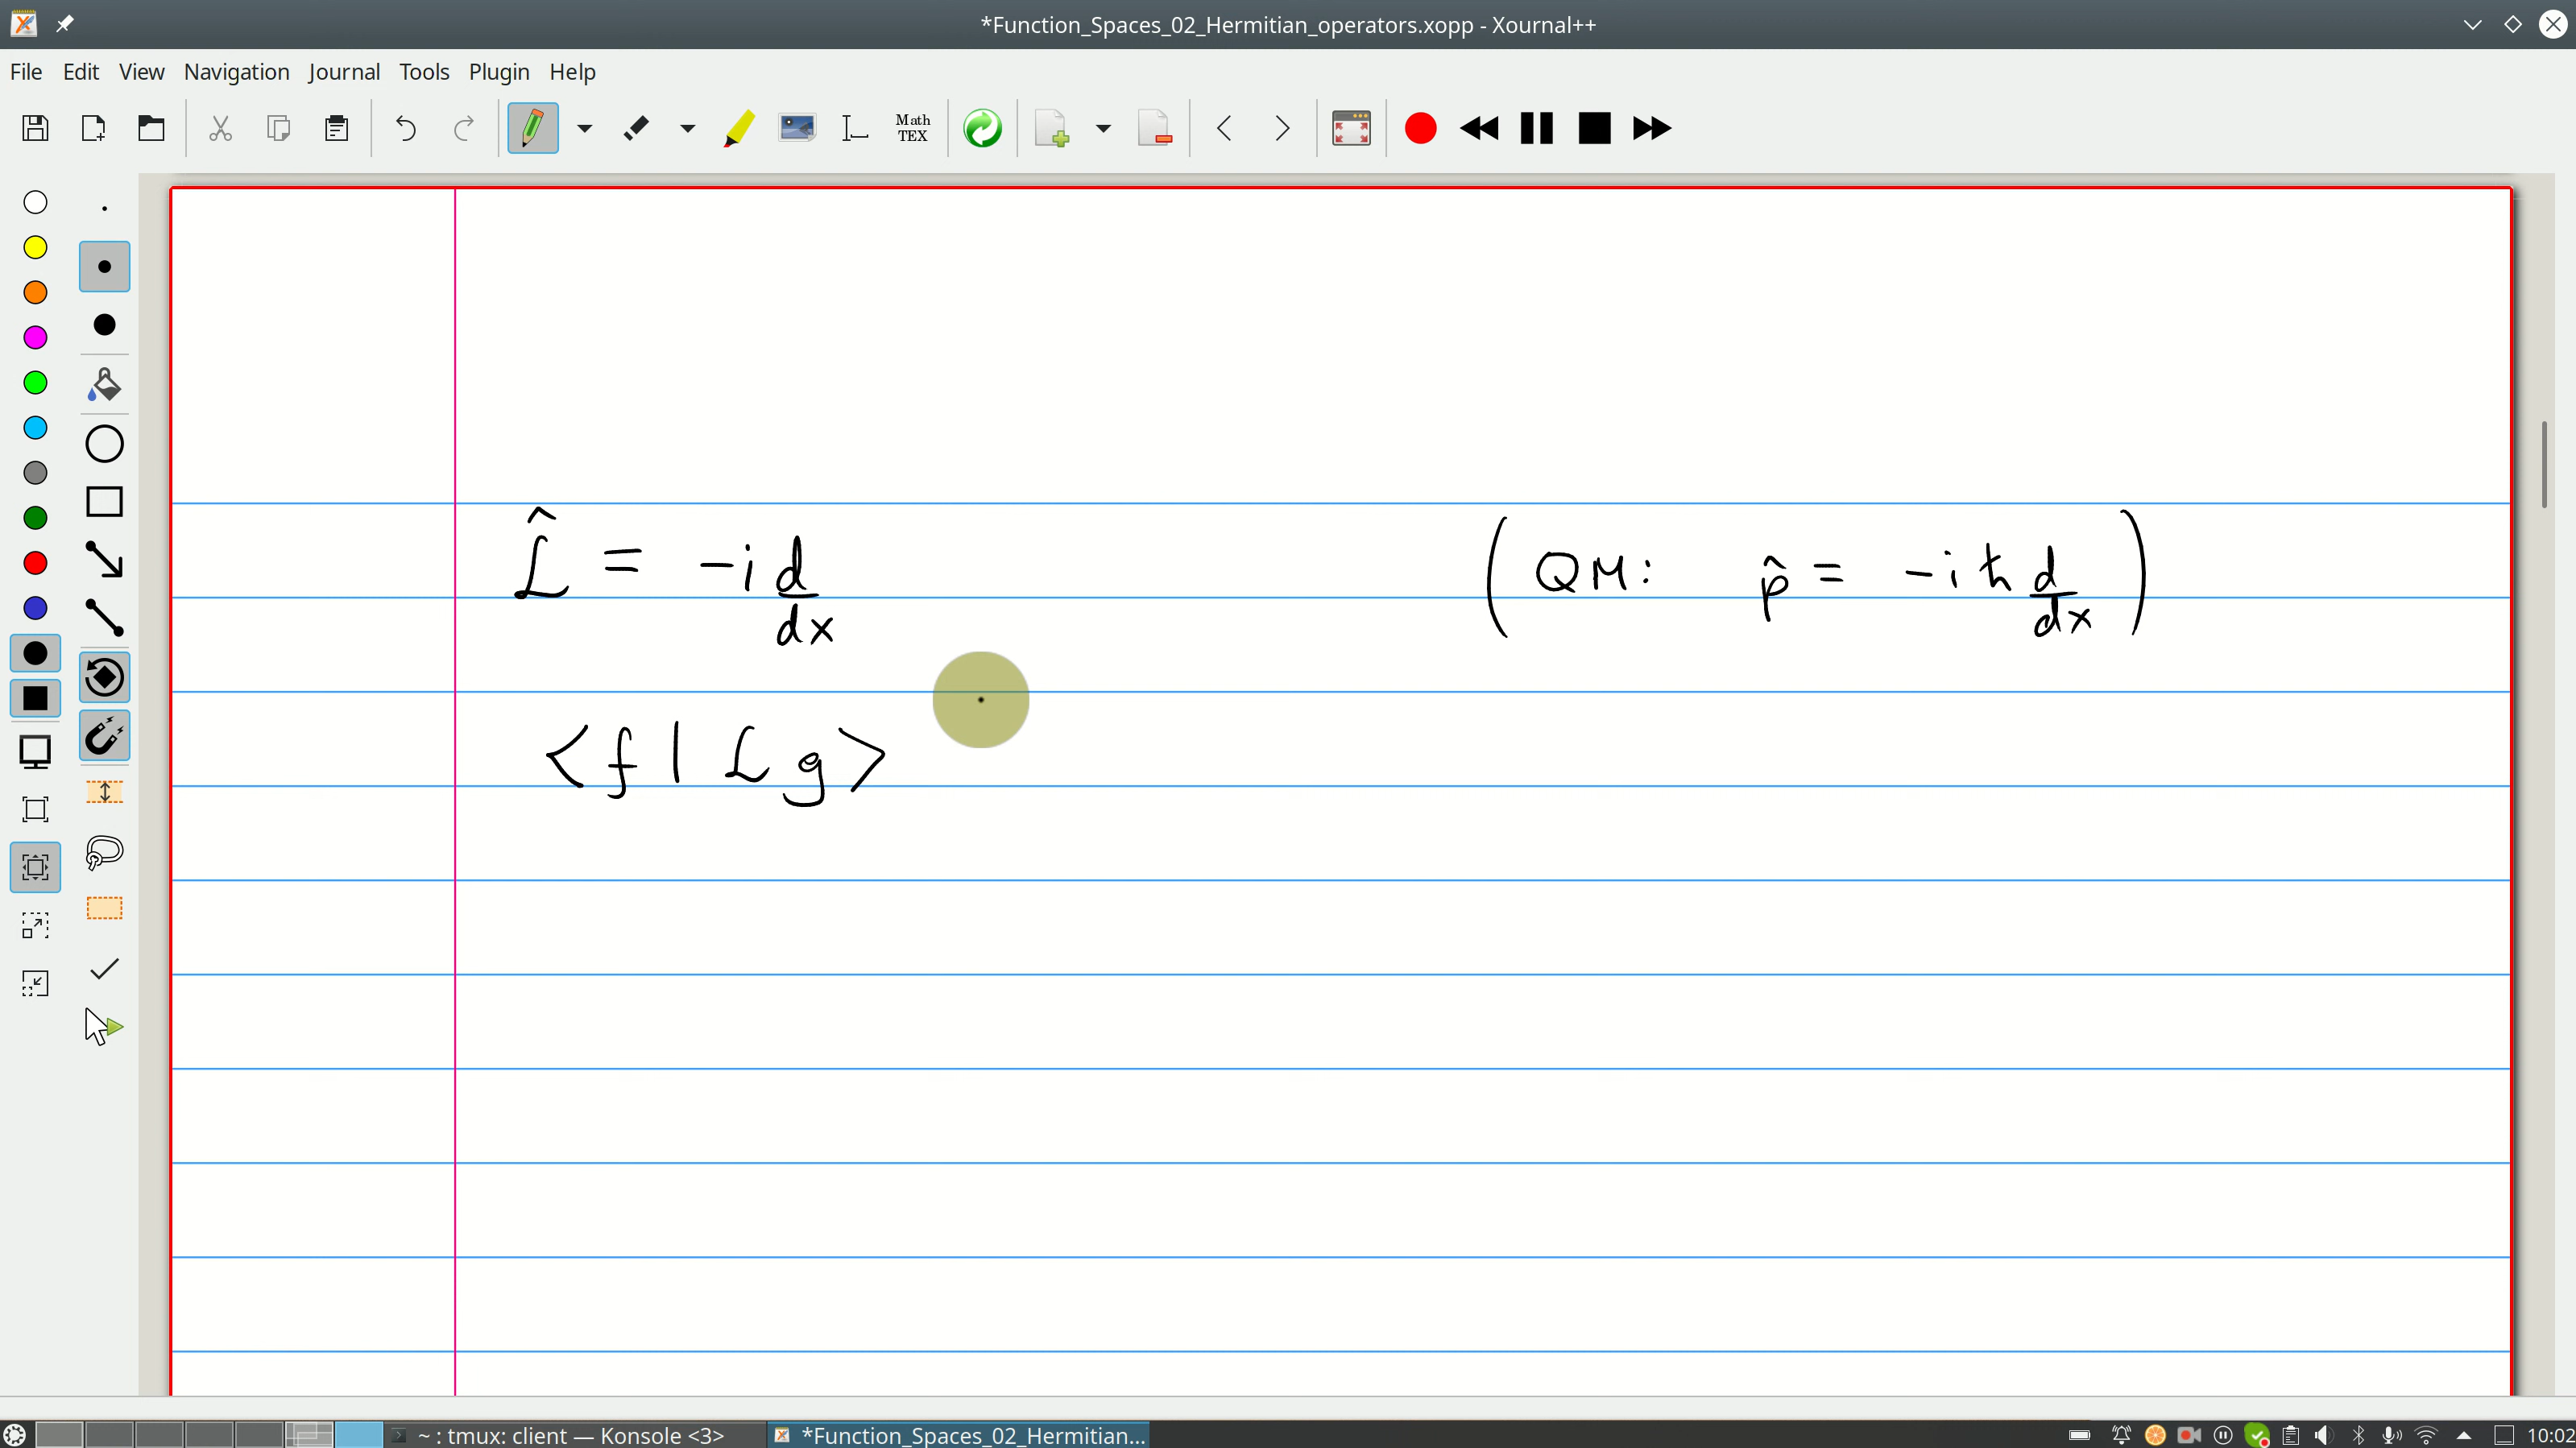 *Function_Spaces_02_Hermitian_operators.xopp - Xournal++
File Edit View Navigation Journal Tools Plugin Help
Math
TEX
L̂ = -i d/dx ( QM: p̂ = -iħ d/dx )
<f | L g>
~ : tmux: client — Konsole <3> *Function_Spaces_02_Hermitian... 10:02